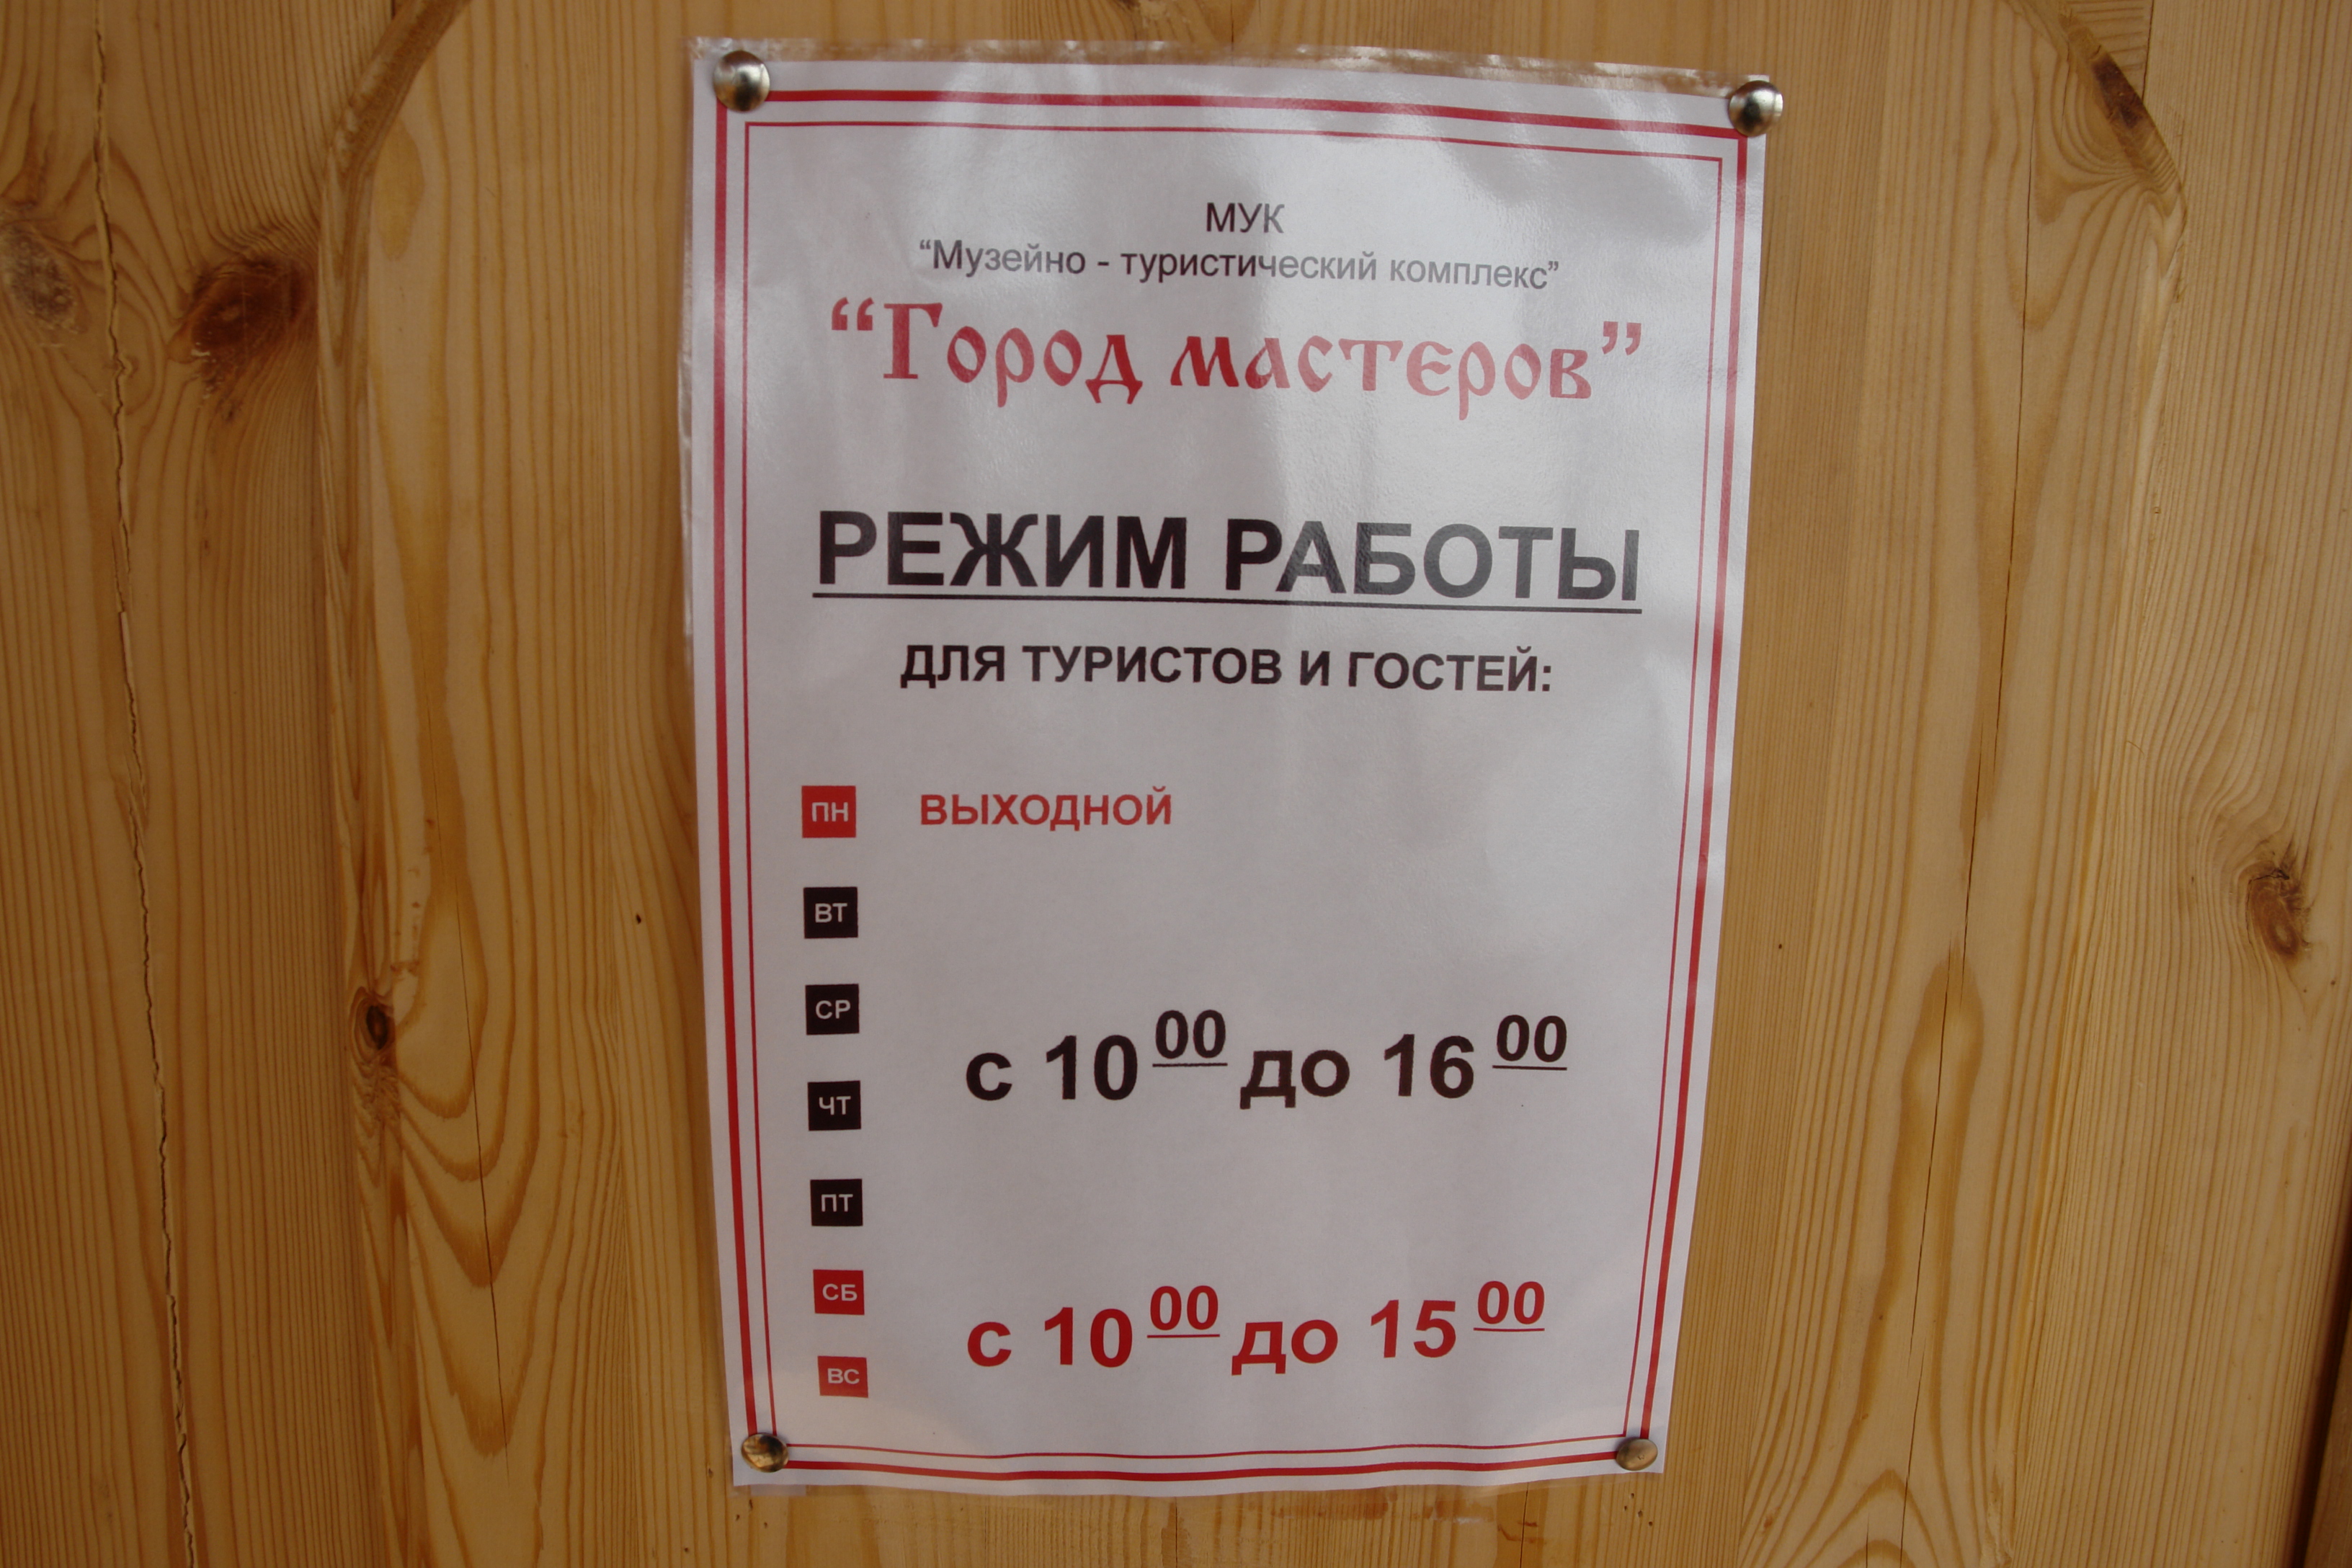 МУК
“Музейно - туристический комплекс”
“Город мастеров”
РЕЖИМ РАБОТЫ
ДЛЯ ТУРИСТОВ И ГОСТЕЙ:
ПН ВЫХОДНОЙ
ВТ
СР
с 10 00 до 16 00
ЧТ
ПТ
СБ
с 10 00 до 15 00
ВС